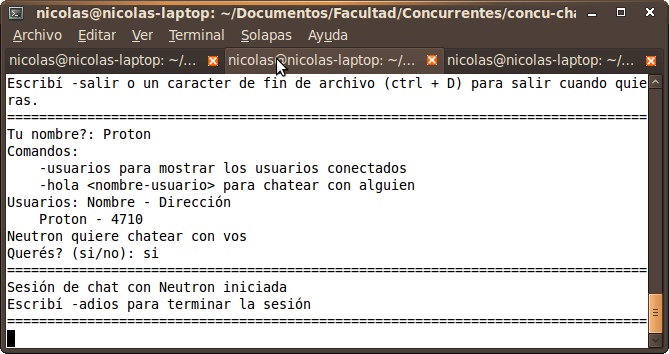 nicolas@nicolas-laptop: ~/Documentos/Facultad/Concurrentes/concu-cha
Archivo Editar Ver Terminal Solapas Ayuda
nicolas@nicolas-laptop: ~/... nicolas@nicolas-laptop: ~/... nicolas@nicolas-laptop: ~/...
Escribí -salir o un caracter de fin de archivo (ctrl + D) para salir cuando quie
ras.
================================================================================
Tu nombre?: Proton
Comandos:
    -usuarios para mostrar los usuarios conectados
    -hola <nombre-usuario> para chatear con alguien
Usuarios: Nombre - Dirección
    Proton - 4710
Neutron quiere chatear con vos
Querés? (si/no): si
================================================================================
Sesión de chat con Neutron iniciada
Escribí -adios para terminar la sesión
================================================================================